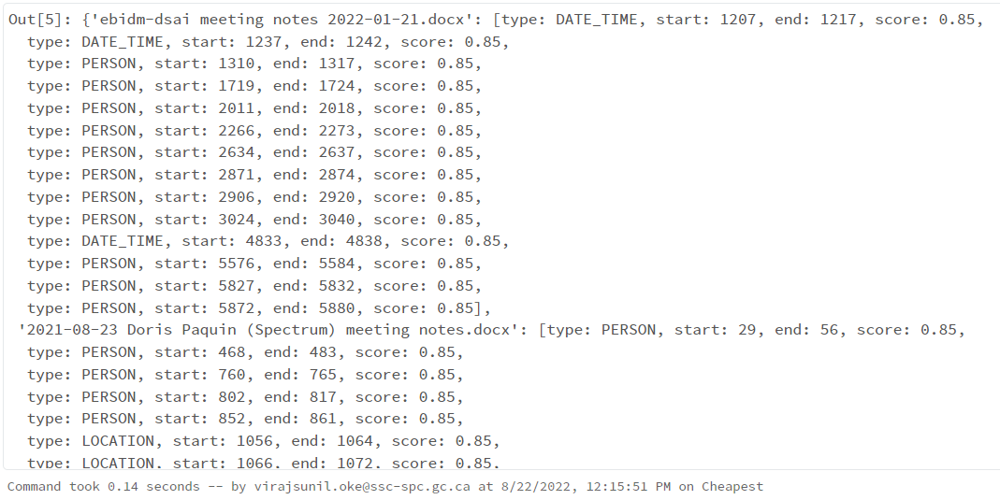 Out[5]: {'ebidm-dsai meeting notes 2022-01-21.docx': [type: DATE_TIME, start: 1207, end: 1217, score: 0.85,
type: DATE_TIME, start: 1237, end: 1242, score: 0.85,
type: PERSON, start: 1310, end: 1317, score: 0.85,
type: PERSON, start: 1719, end: 1724, score: 0.85,
type: PERSON, start: 2011, end: 2018, score: 0.85,
type: PERSON, start: 2266, end: 2273, score: 0.85,
type: PERSON, start: 2634, end: 2637, score: 0.85,
type: PERSON, start: 2871, end: 2874, score: 0.85,
type: PERSON, start: 2906, end: 2920, score: 0.85,
type: PERSON, start: 3024, end: 3040, score: 0.85,
type: DATE_TIME, start: 4833, end: 4838, score: 0.85,
type: PERSON, start: 5576, end: 5584, score: 0.85,
type: PERSON, start: 5827, end: 5832, score: 0.85,
type: PERSON, start: 5872, end: 5880, score: 0.85],
'2021-08-23 Doris Paquin (Spectrum) meeting notes.docx': [type: PERSON, start: 29, end: 56, score: 0.85,
type: PERSON, start: 468, end: 483, score: 0.85,
type: PERSON, start: 760, end: 765, score: 0.85,
type: PERSON, start: 802, end: 817, score: 0.85,
type: PERSON, start: 852, end: 861, score: 0.85,
type: LOCATION, start: 1056, end: 1064, score: 0.85,
type: LOCATION, start: 1066, end: 1072, score: 0.85,
Command took 0.14 seconds -- by virajsunil.oke@ssc-spc.gc.ca at 8/22/2022, 12:15:51 PM on Cheapest